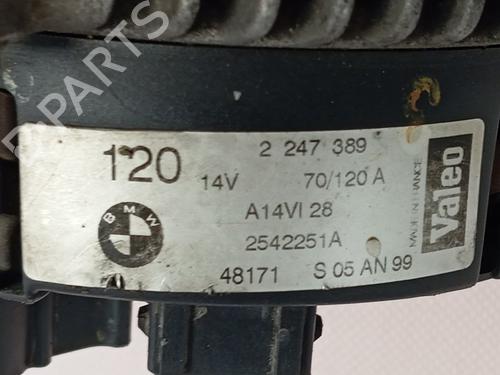 B-PARTS
120
2 247 389
14V 70/120 A
A14VI 28
2542251A
48171 S 05 AN 99
BMW
MADE IN FRANCE
Valeo